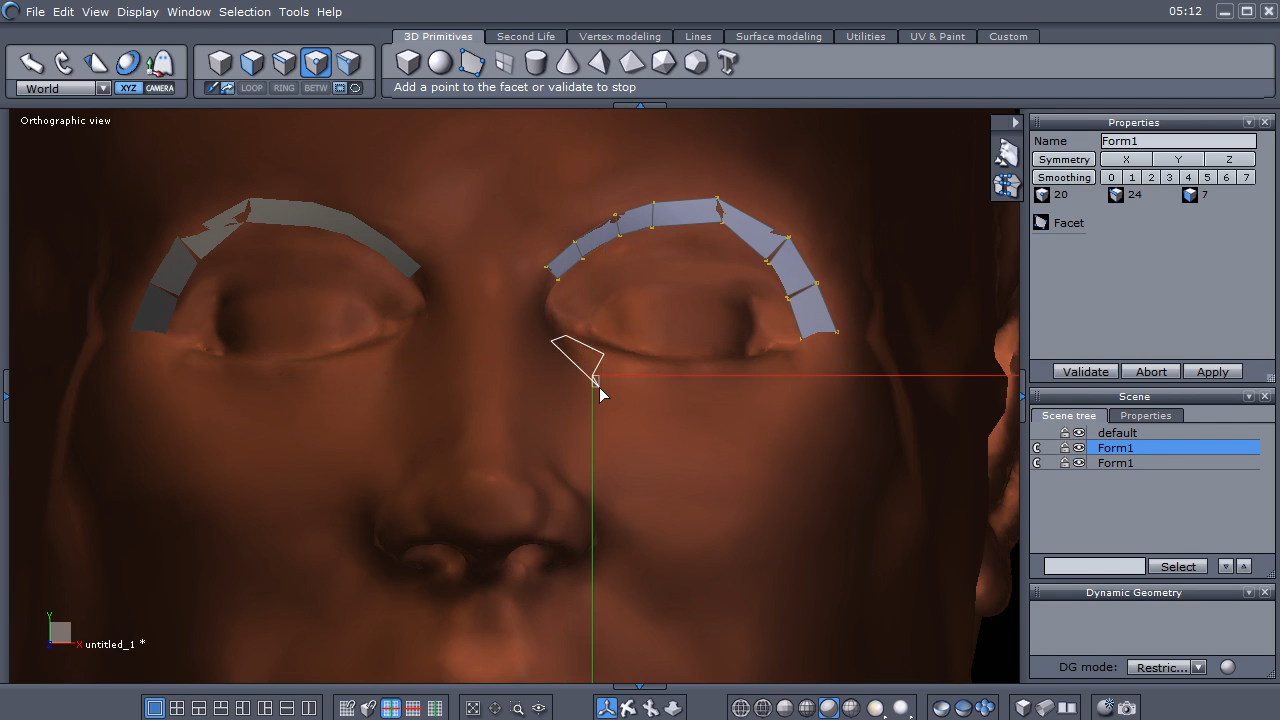 File Edit View Display Window Selection Tools Help 05:12
3D Primitives Second Life Vertex modeling Lines Surface modeling Utilities UV & Paint Custom
World XYZ CAMERA LOOP RING BETW Add a point to the facet or validate to stop
Orthographic view
Properties
Name Form1
Symmetry X Y Z
Smoothing 0 1 2 3 4 5 6 7
20 24 7
Facet
Validate Abort Apply
Scene
Scene tree Properties
default
Form1
Form1
Select
Dynamic Geometry
DG mode: Restric...
Y
Z X untitled_1 *